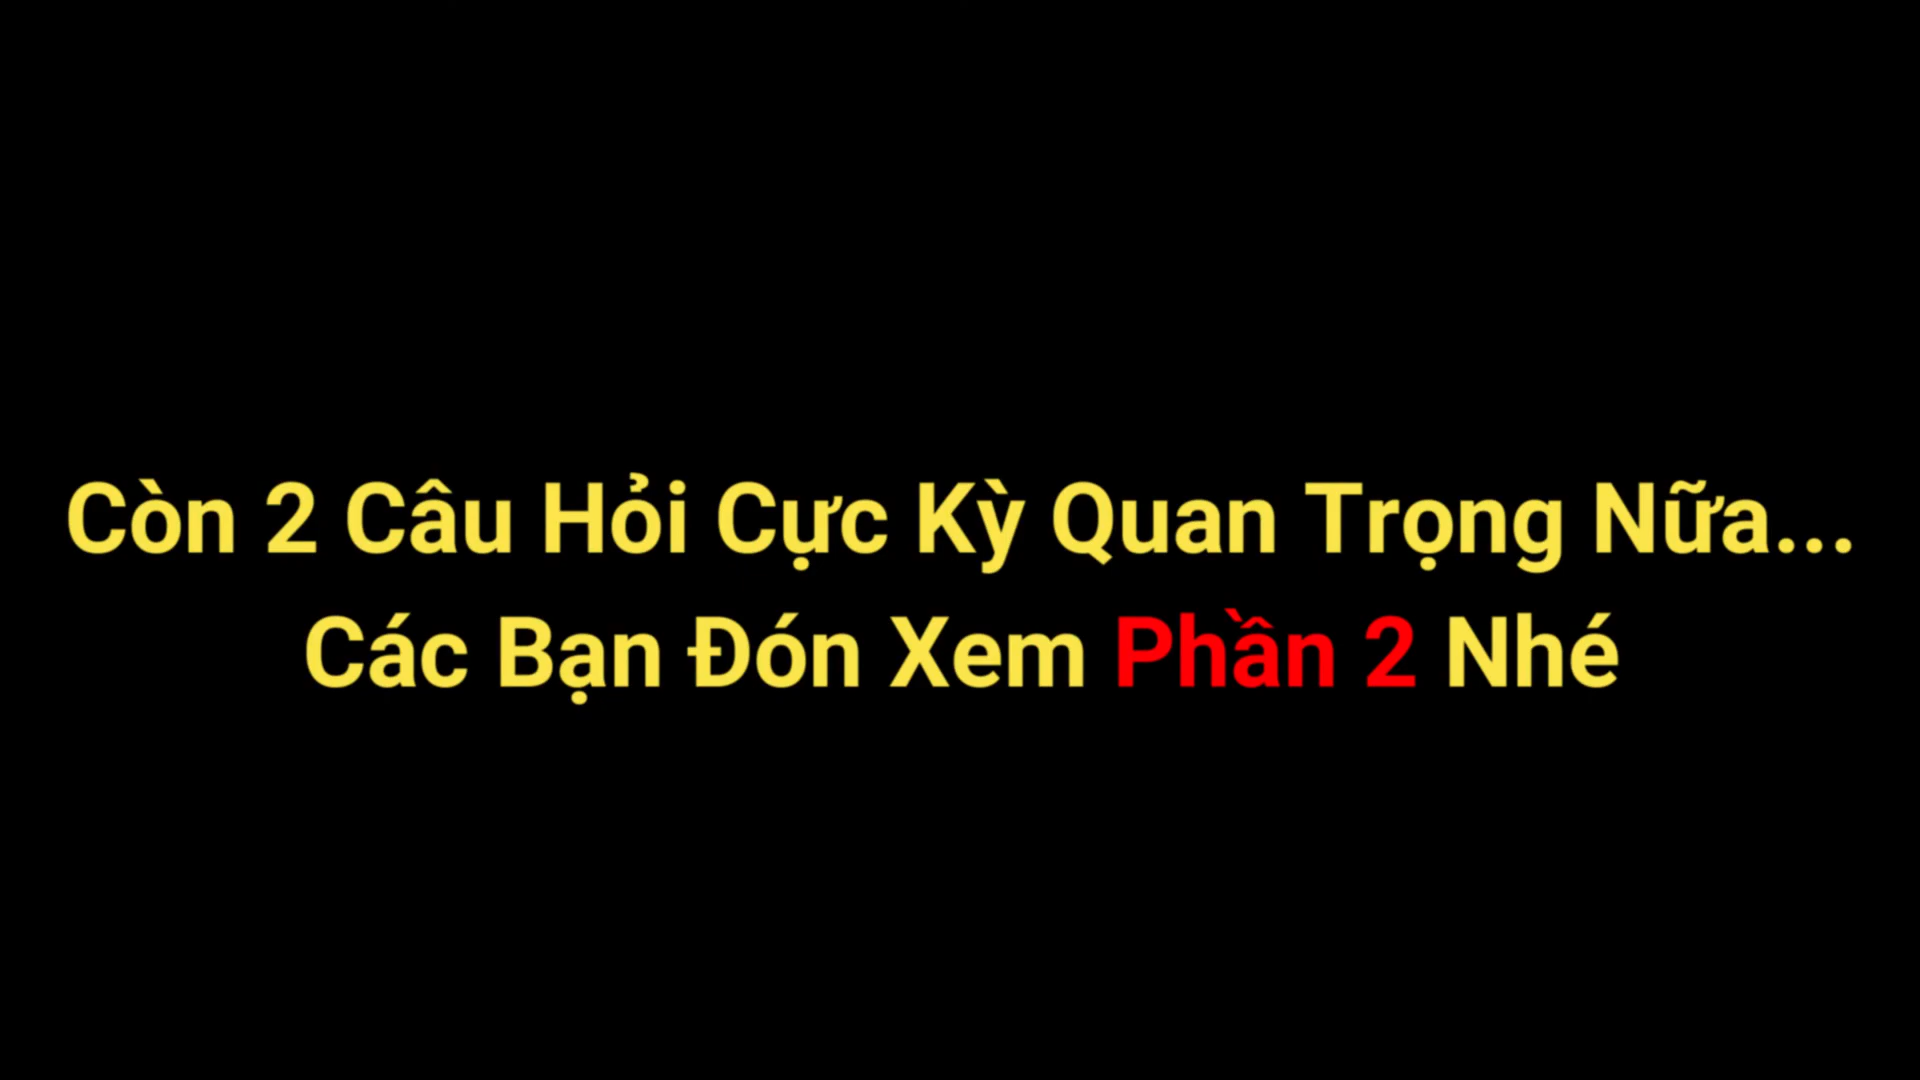 Còn 2 Câu Hỏi Cực Kỳ Quan Trọng Nữa...
Các Bạn Đón Xem Phần 2 Nhé